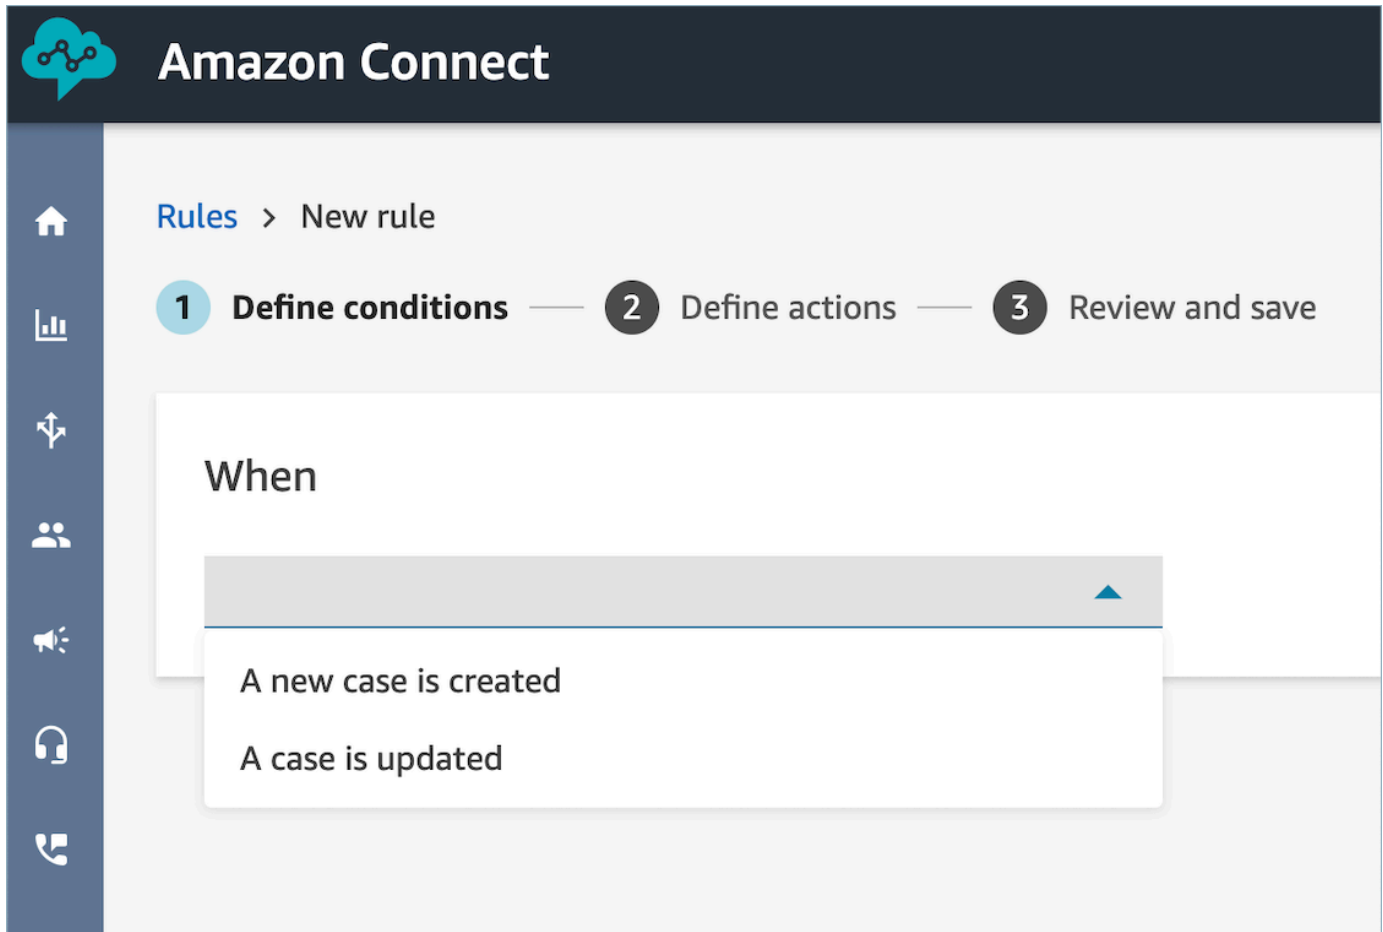 Amazon Connect
Rules > New rule
1 Define conditions 2 Define actions 3 Review and save
When
A new case is created
A case is updated